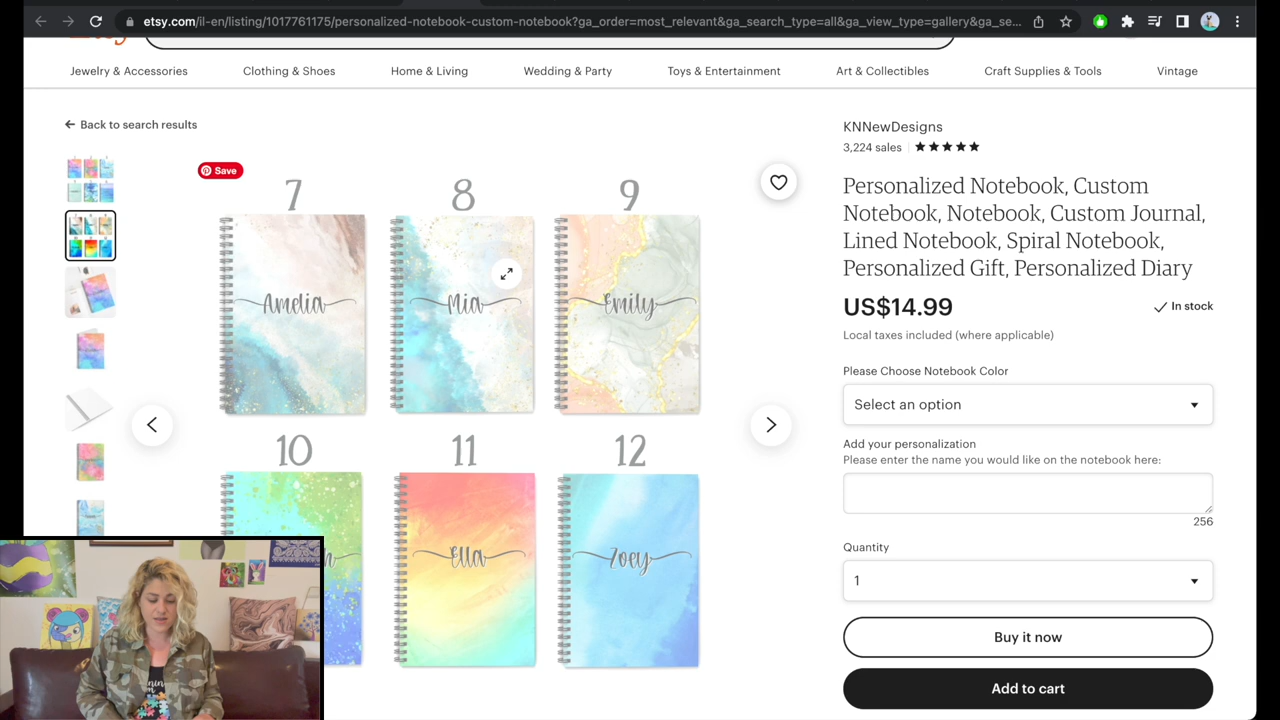 etsy.com/il-en/listing/1017761175/personalized-notebook-custom-notebook?ga_order=most_relevant&ga_search_type=all&ga_view_type=gallery&ga_se...
Jewelry & Accessories
Clothing & Shoes
Home & Living
Wedding & Party
Toys & Entertainment
Art & Collectibles
Craft Supplies & Tools
Vintage
Back to search results
Save
7
8
9
Amelia
Mia
Emily
10
11
12
Ella
Zoey
KNNewDesigns
3,224 sales
Personalized Notebook, Custom
Notebook, Notebook, Custom Journal,
Lined Notebook, Spiral Notebook,
Personalized Gift, Personalized Diary
US$14.99
In stock
Local taxes included (where applicable)
Please Choose Notebook Color
Select an option
Add your personalization
Please enter the name you would like on the notebook here:
256
Quantity
1
Buy it now
Add to cart